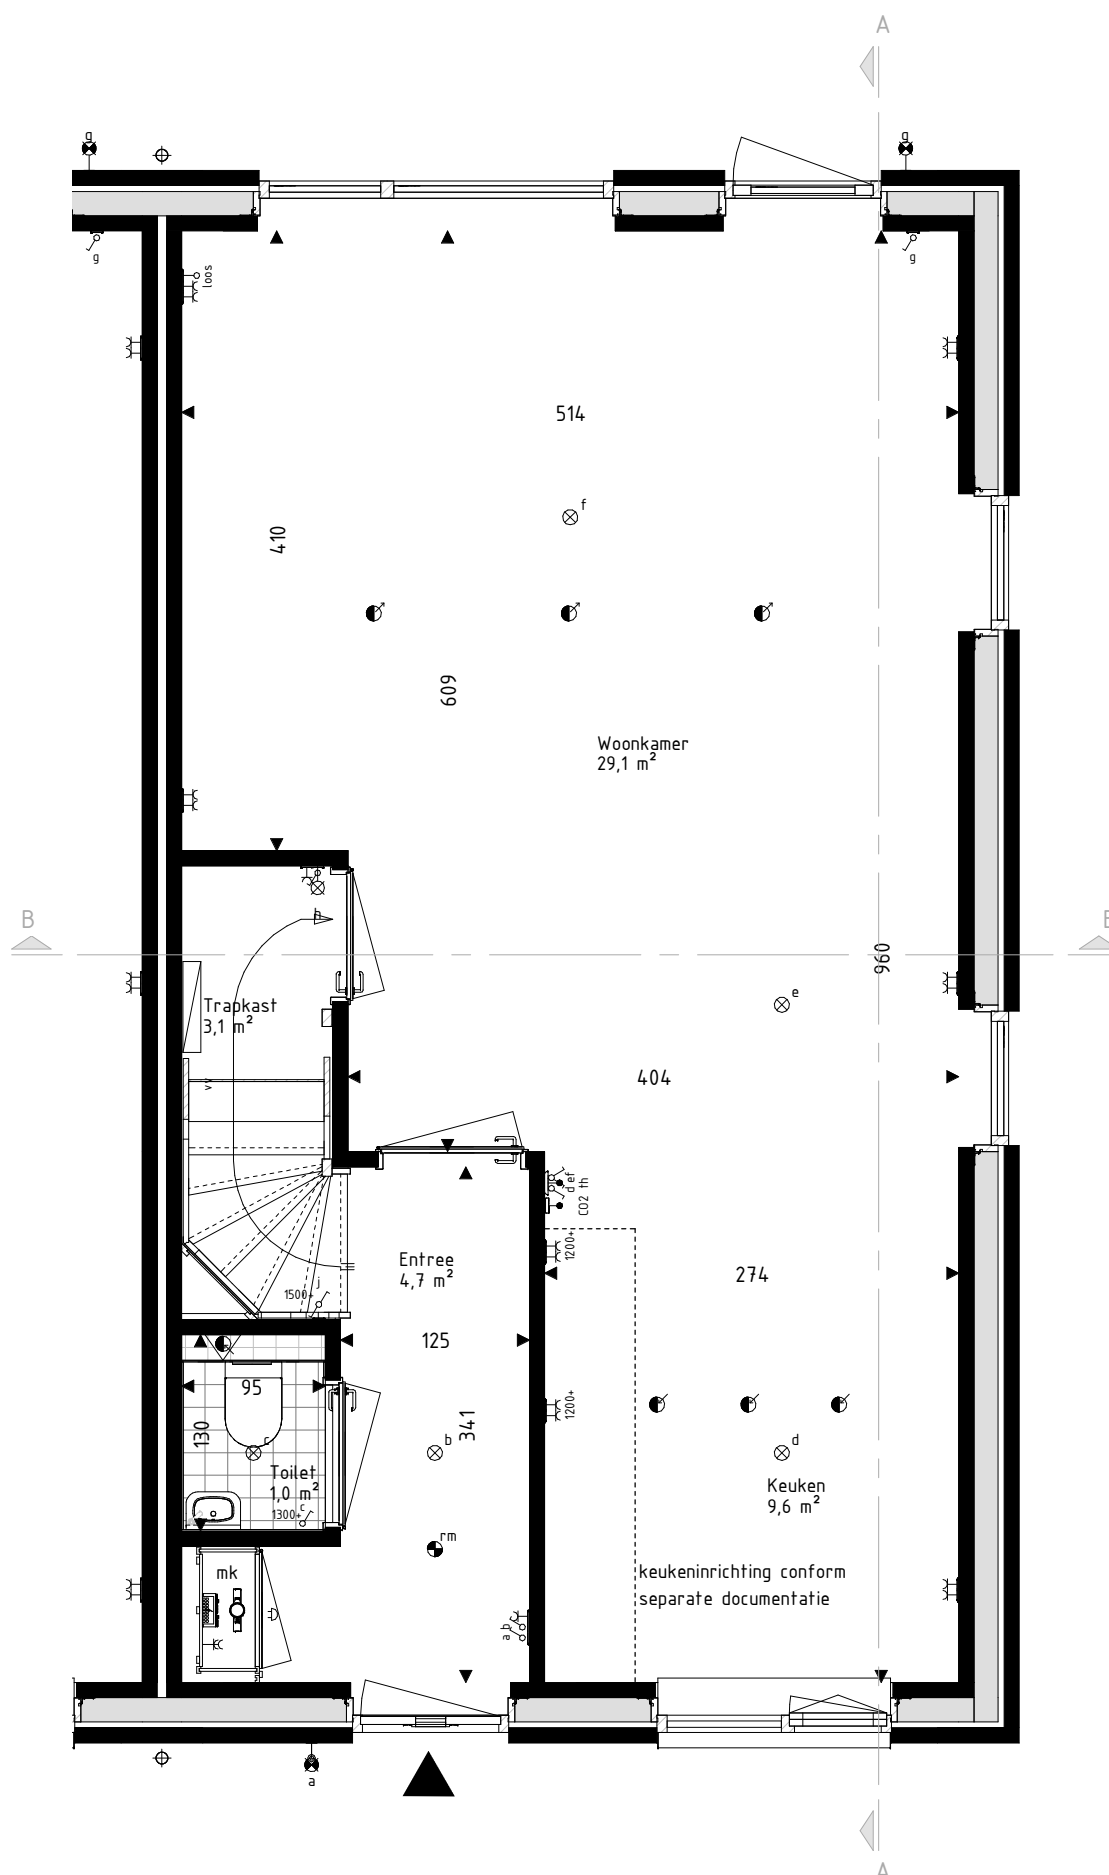 A
g
g
g
g
loos
514
f
410
609
Woonkamer
29,1 m²
h
B
B
960
Trapkast
3,1 m²
e
vv
404
d ef
CO2 th
1200+
Entree
4,7 m²
274
j
1500+
125
95
1200+
130
341
c
b
d
Toilet
1,0 m²
Keuken
9,6 m²
c
1300+
rm
mk
keukeninrichting conform
separate documentatie
a b c
a
A